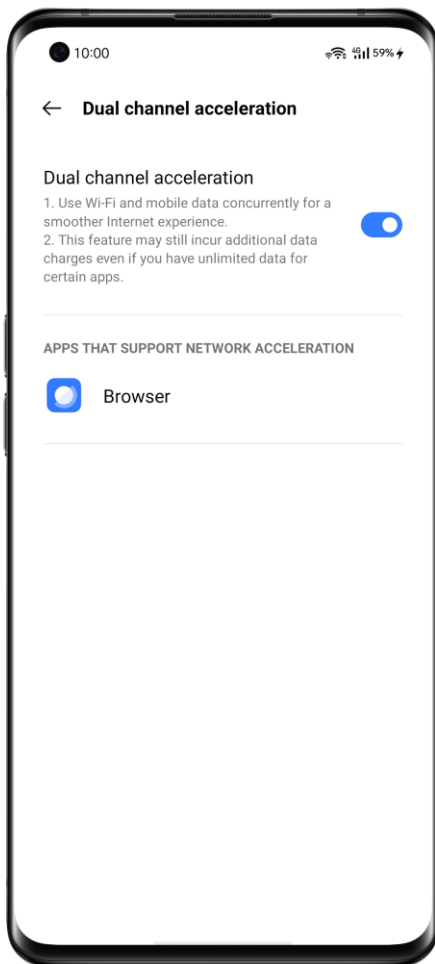 10:00
4G 59%
Dual channel acceleration
Dual channel acceleration
1. Use Wi-Fi and mobile data concurrently for a
smoother Internet experience.
2. This feature may still incur additional data
charges even if you have unlimited data for
certain apps.
APPS THAT SUPPORT NETWORK ACCELERATION
Browser